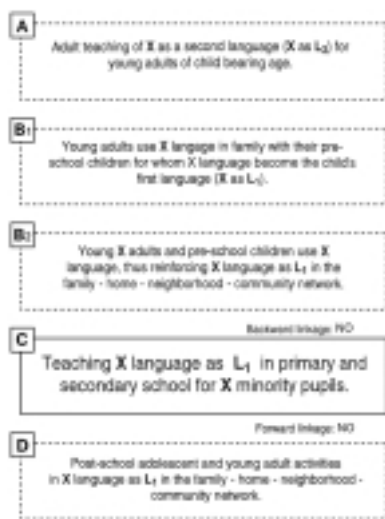 A
Adult teaching of X as a second language (X as L2) for
young adults of child bearing age.
B1
Young adults use X langage in family with their pre-
school children for whom X language become the child's
first language (X as L1).
B2
Young X adults and pre-school children use X
language, thus reinforcing X language as L1 in the
family - home - neighborhood - community network.
Backward linkage: NO
C
Teaching X language as L1 in primary and
secondary school for X minority pupils.
Forward linkage: NO
D
Post-school adolescent and young adult activities
in X language as L1 in the family - home - neighborhood -
community network.